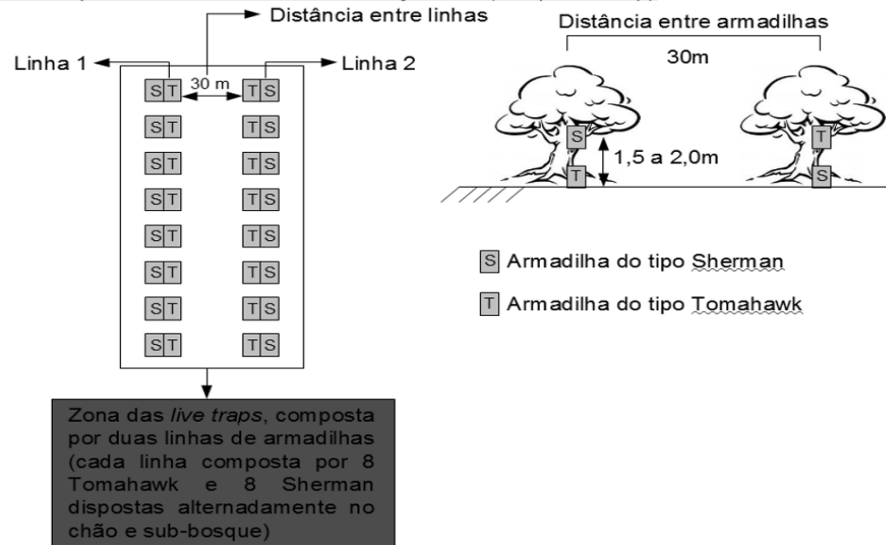 Distância entre linhas
Linha 1
30 m
Linha 2
S T T S
S T T S
S T T S
S T T S
S T T S
S T T S
S T T S
S T T S
Zona das live traps, composta
por duas linhas de armadilhas
(cada linha composta por 8
Tomahawk e 8 Sherman
dispostas alternadamente no
chão e sub-bosque)
Distância entre armadilhas
30m
S T
1,5 a 2,0m
T S
S Armadilha do tipo Sherman
T Armadilha do tipo Tomahawk